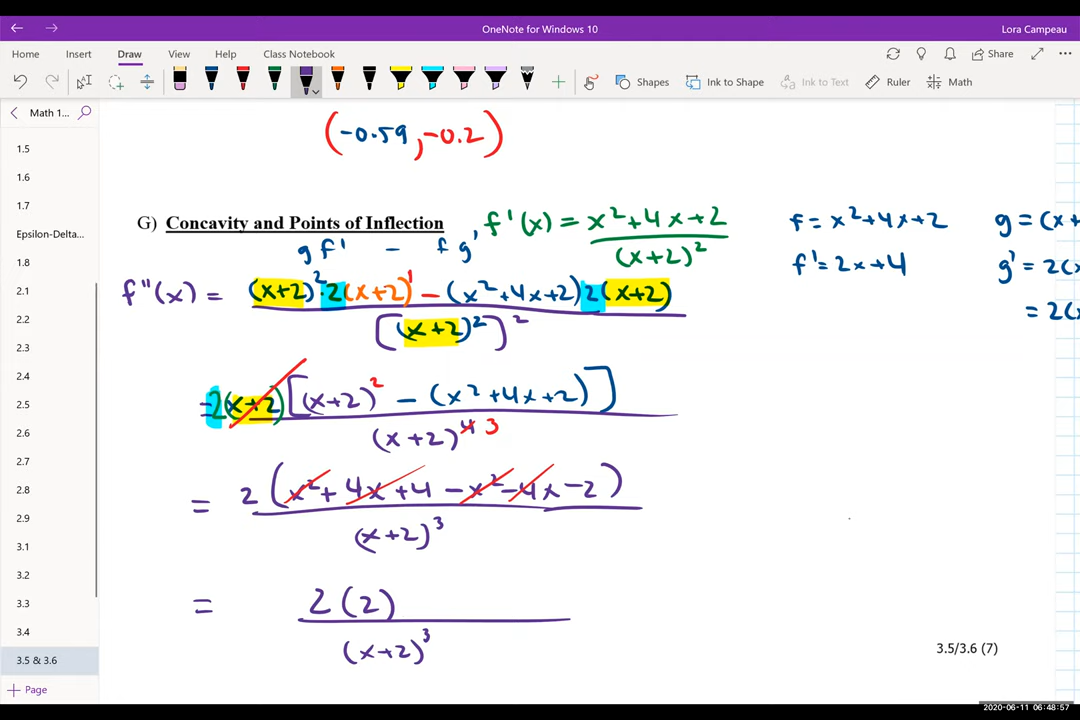 OneNote for Windows 10
Lora Campeau
Home Insert Draw View Help Class Notebook
Share
Shapes Ink to Shape Ink to Text Ruler Math
Math 1...
1.5
1.6
1.7
Epsilon-Delta...
1.8
2.1
2.2
2.3
2.4
2.5
2.6
2.7
2.8
2.9
3.1
3.2
3.3
3.4
3.5 & 3.6
Page
(-0.59, -0.2)
G) Concavity and Points of Inflection
f'(x) = x²+4x+2 / (x+2)²
f = x²+4x+2
g = (x+
gf' - fg'
f' = 2x+4
g' = 2(x
= 2(x
f''(x) = (x+2)²·2(x+2)¹ - (x²+4x+2)2(x+2) / [(x+2)²]²
= 2(x+2)[(x+2)² - (x²+4x+2)] / (x+2)⁴ ³
= 2(x²+4x+4-x²-4x-2) / (x+2)³
= 2(2) / (x+2)³
3.5/3.6 (7)
2020-06-11 06:48:57